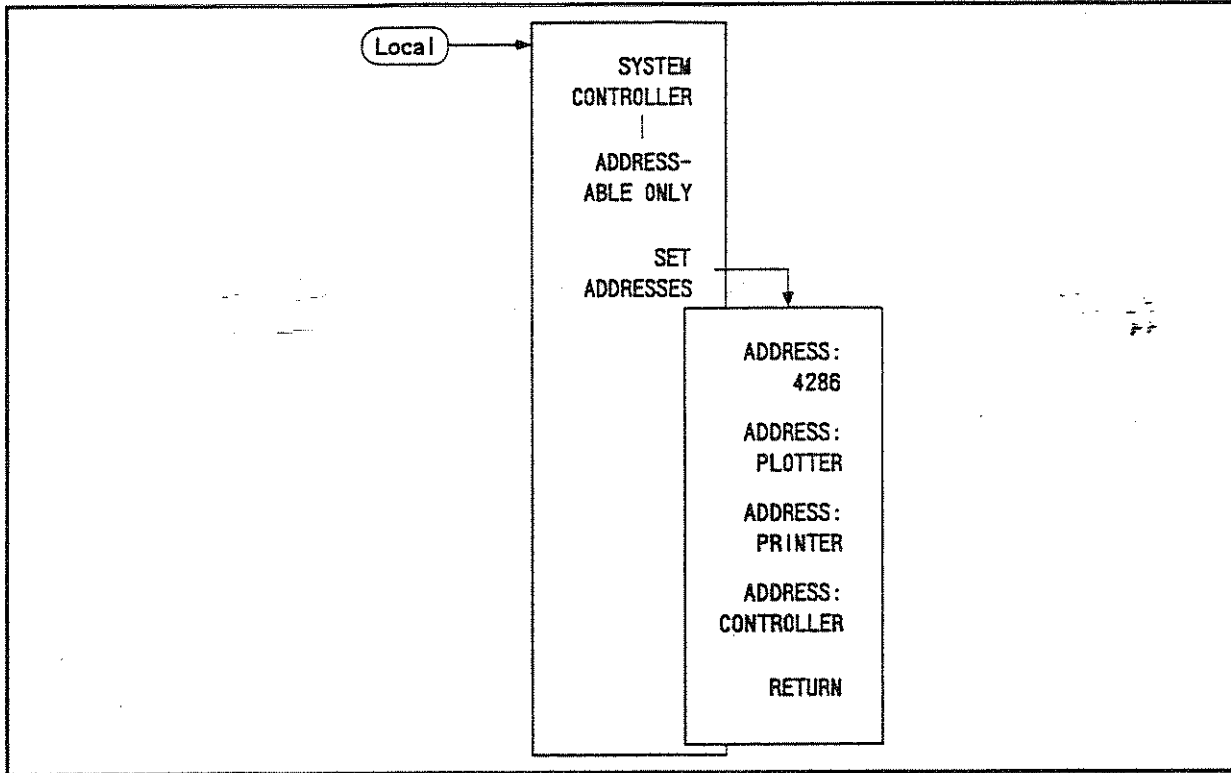 Local
SYSTEM
CONTROLLER
ADDRESS-
ABLE ONLY
SET
ADDRESSES
ADDRESS:
4286
ADDRESS:
PLOTTER
ADDRESS:
PRINTER
ADDRESS:
CONTROLLER
RETURN